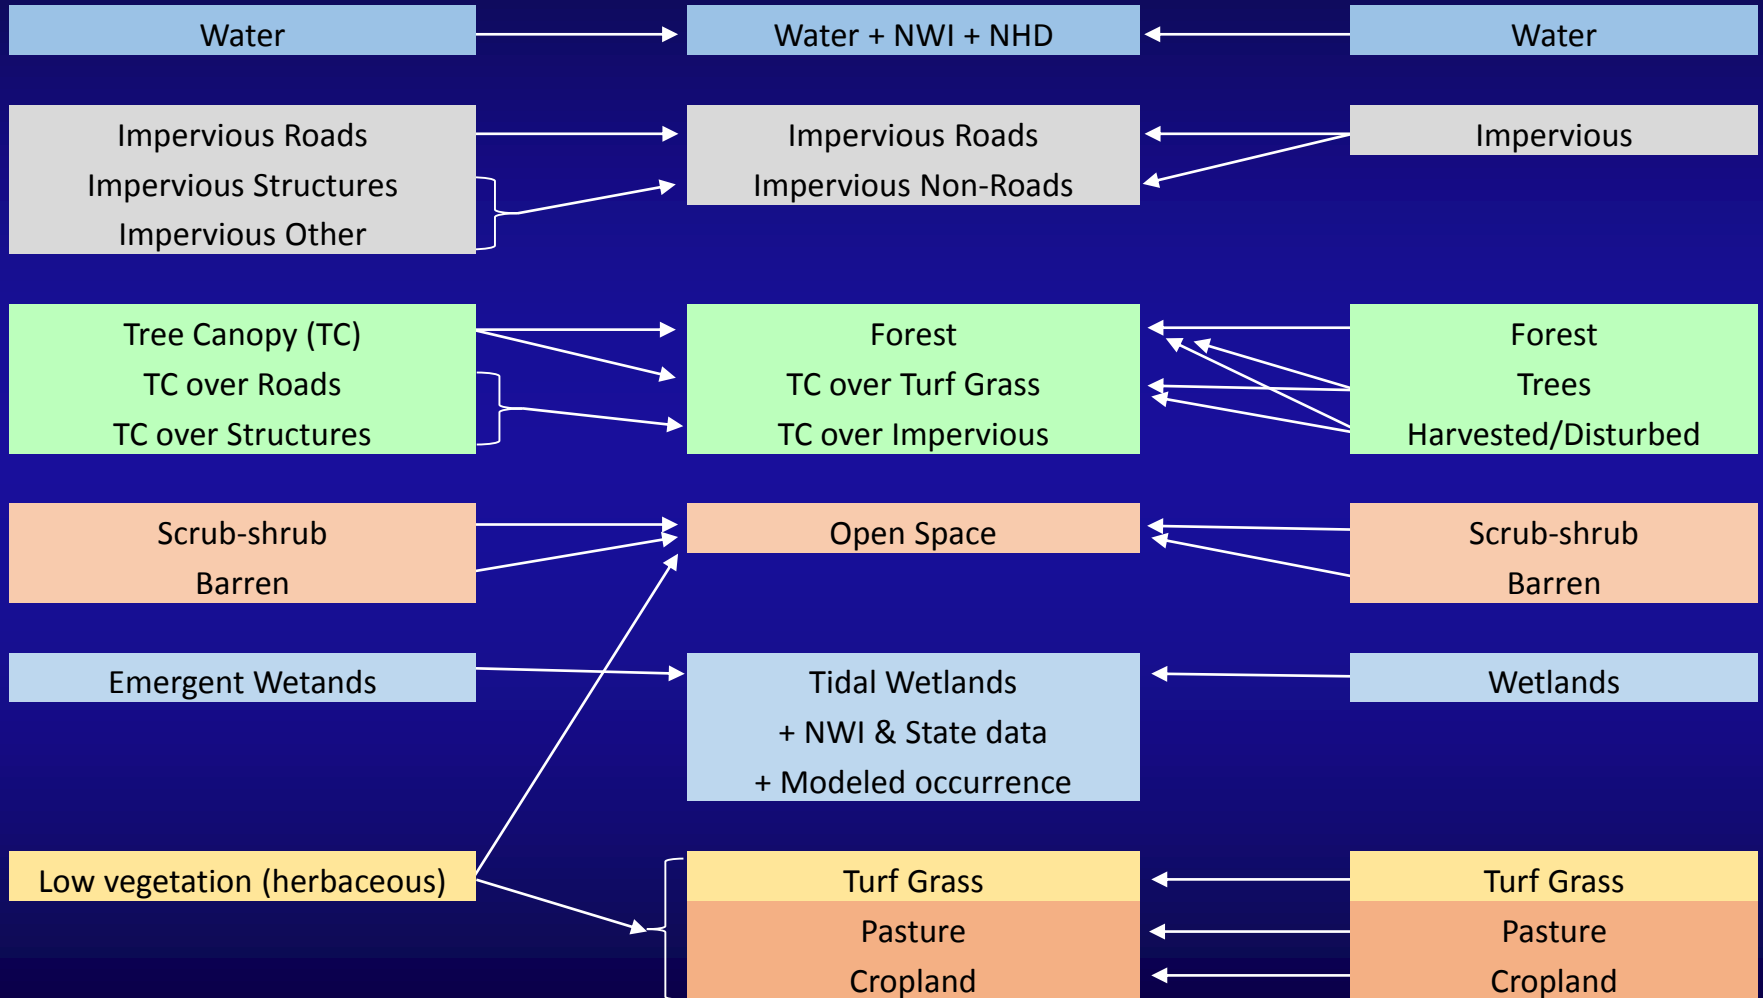 Water
Water + NWI + NHD
Water
Impervious Roads
Impervious Structures
Impervious Other
Impervious Roads
Impervious Non-Roads
Impervious
Tree Canopy (TC)
TC over Roads
TC over Structures
Forest
TC over Turf Grass
TC over Impervious
Forest
Trees
Harvested/Disturbed
Scrub-shrub
Barren
Open Space
Scrub-shrub
Barren
Emergent Wetands
Tidal Wetlands
+ NWI & State data
+ Modeled occurrence
Wetlands
Low vegetation (herbaceous)
Turf Grass
Pasture
Cropland
Turf Grass
Pasture
Cropland